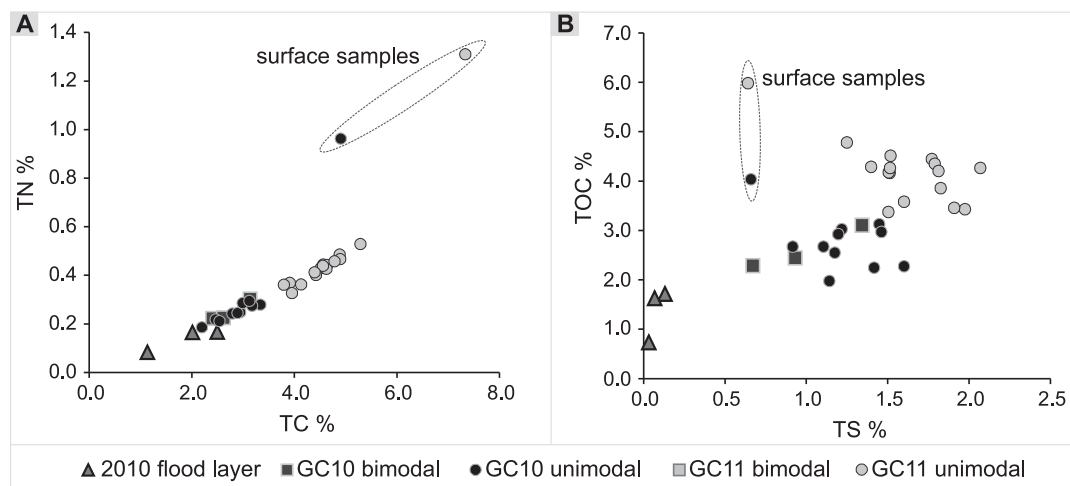 A
TN %
1.4
1.2
1.0
0.8
0.6
0.4
0.2
0.0
surface samples
0.0 2.0 4.0 6.0 8.0
TC %
B
TOC %
7.0
6.0
5.0
4.0
3.0
2.0
1.0
0.0
surface samples
0.0 0.5 1.0 1.5 2.0 2.5
TS %
2010 flood layer GC10 bimodal GC10 unimodal GC11 bimodal GC11 unimodal